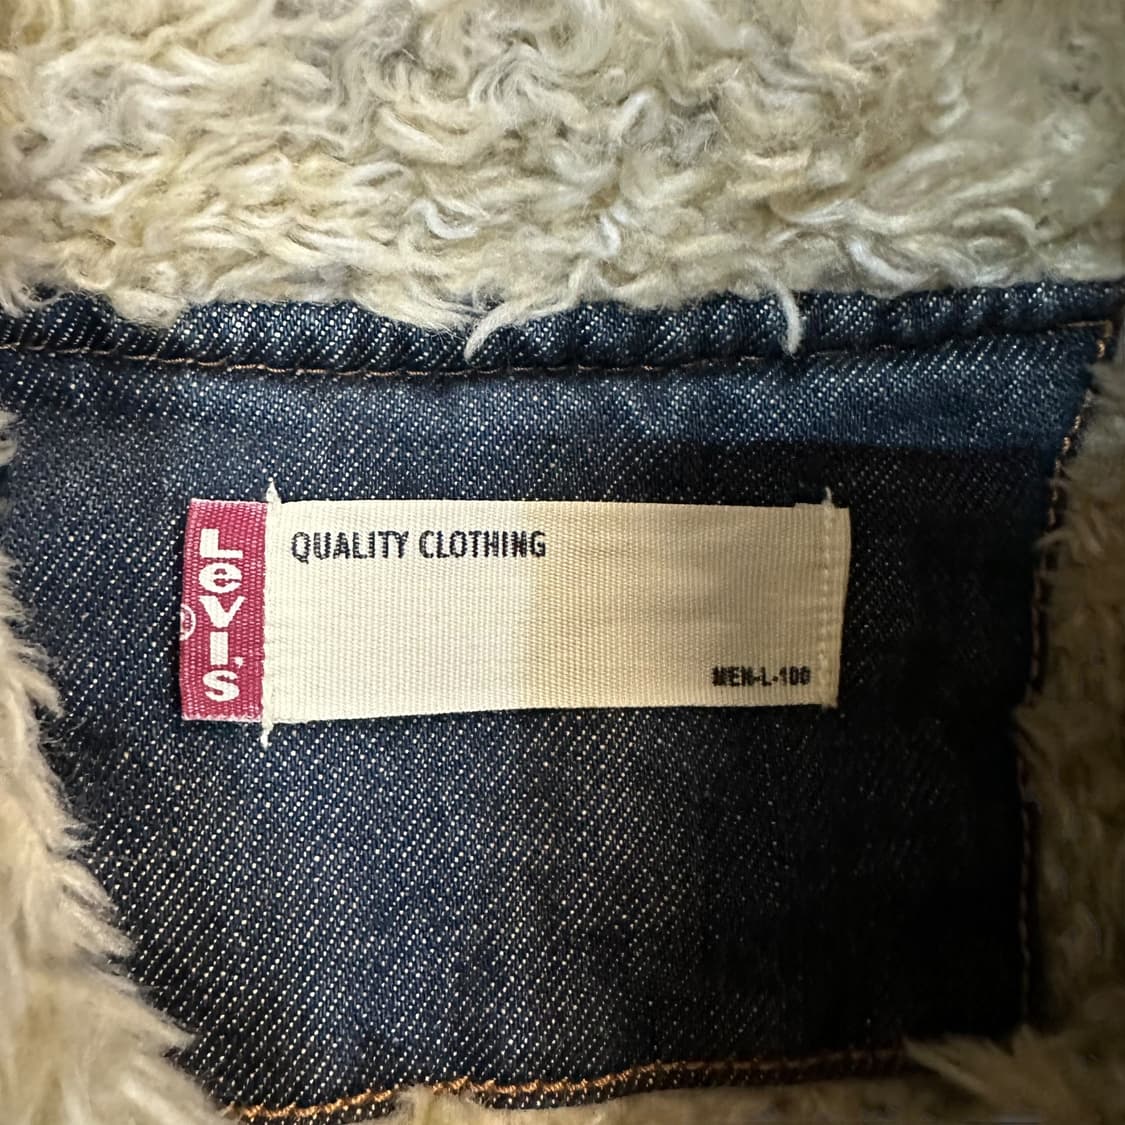 Levi's
®
QUALITY CLOTHING
MEN-L-100